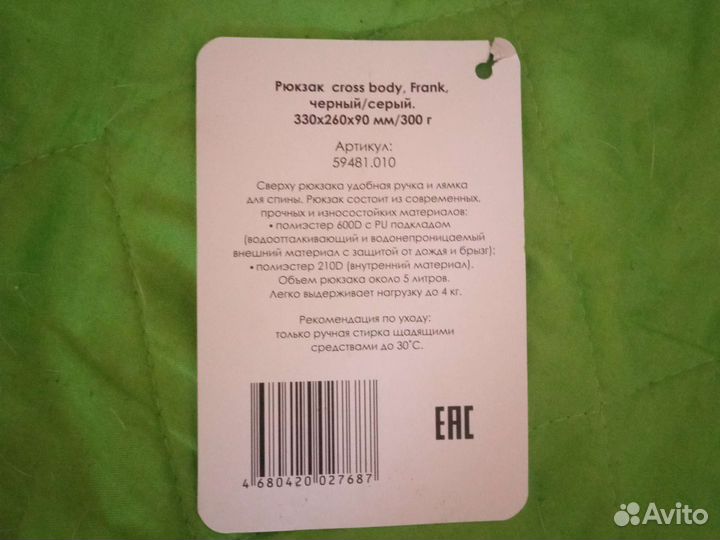 Рюкзак cross body, Frank,
черный/серый.
330x260x90 мм/300 г
Артикул:
59481.010
Сверху рюкзака удобная ручка и лямка
для спины. Рюкзак состоит из современных,
прочных и износостойких материалов:
• полиэстер 600D с PU подкладом
(водоотталкивающий и водонепроницаемый
внешний материал с защитой от дождя и брызг);
• полиэстер 210D (внутренний материал).
Объем рюкзака около 5 литров.
Легко выдерживает нагрузку до 4 кг.
Рекомендация по уходу:
только ручная стирка щадящими
средствами до 30˚С.
EAC
4 680420 027687
Avito